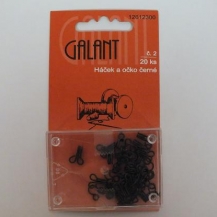 GALANT
č. 2
20 ks
Háček a očko černé